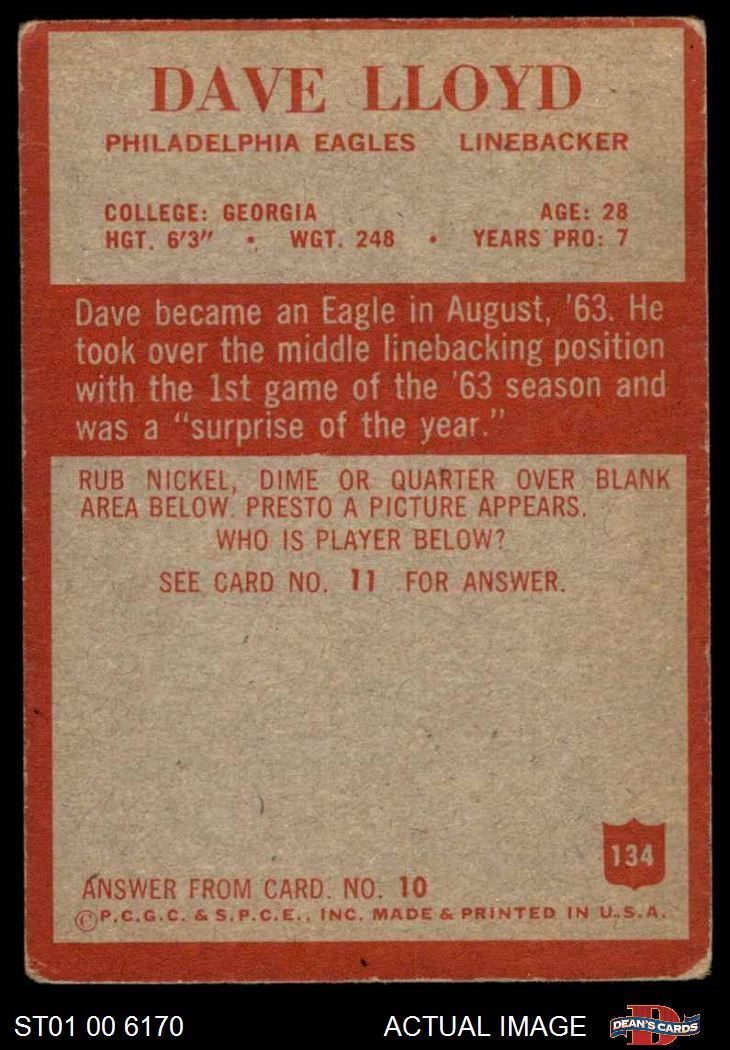 DAVE LLOYD
PHILADELPHIA EAGLES LINEBACKER
COLLEGE: GEORGIA AGE: 28
HGT. 6'3" • WGT. 248 • YEARS PRO: 7
Dave became an Eagle in August, '63. He
took over the middle linebacking position
with the 1st game of the '63 season and
was a "surprise of the year."
RUB NICKEL, DIME OR QUARTER OVER BLANK
AREA BELOW. PRESTO A PICTURE APPEARS.
WHO IS PLAYER BELOW?
SEE CARD NO. 11 FOR ANSWER.
134
ANSWER FROM CARD. NO. 10
©P.C.G.C. & S.P.C.E., INC. MADE & PRINTED IN U.S.A.
ST01 00 6170 ACTUAL IMAGE DEAN'S CARDS